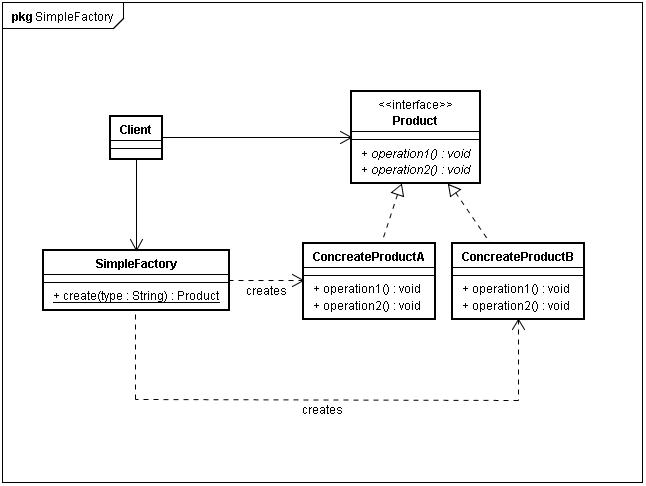 pkg SimpleFactory
<<interface>>
Product
+ operation1() : void
+ operation2() : void
Client
SimpleFactory
+ create(type : String) : Product
creates
ConcreateProductA
+ operation1() : void
+ operation2() : void
ConcreateProductB
+ operation1() : void
+ operation2() : void
creates